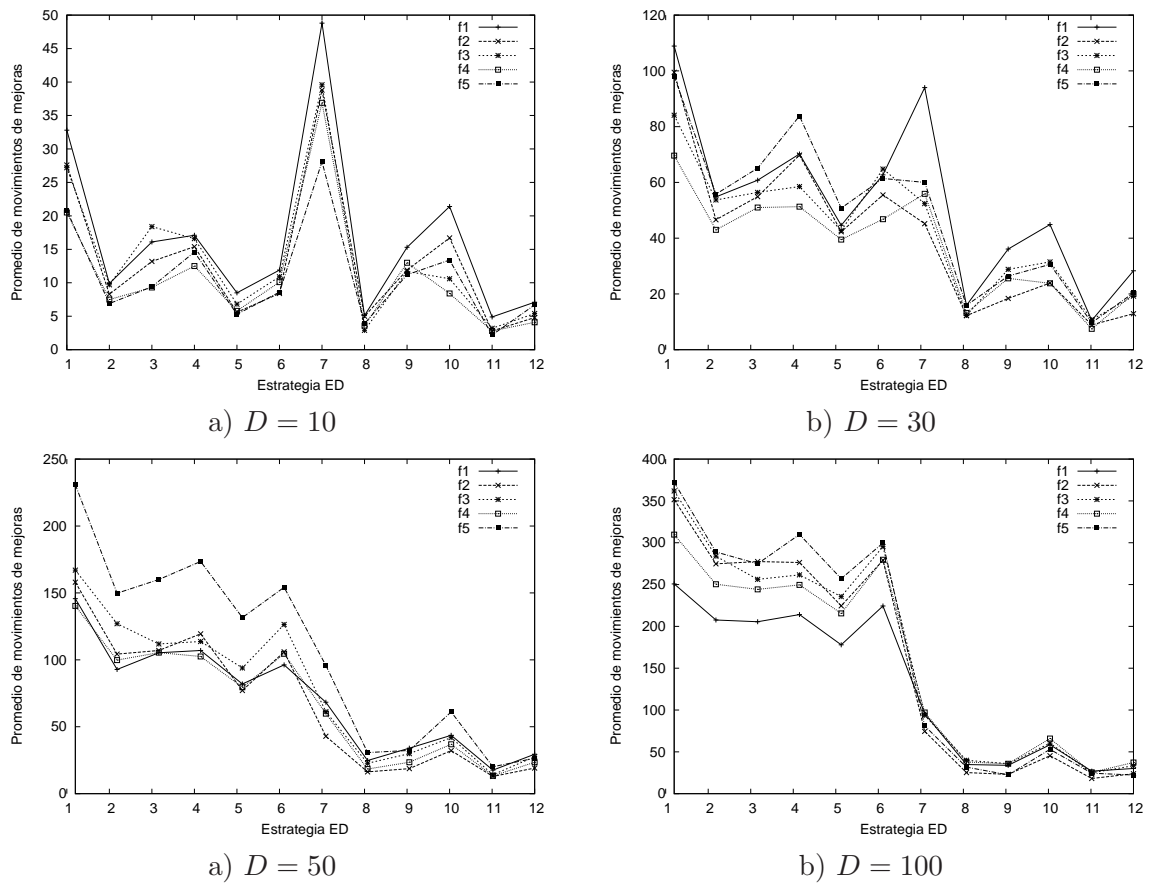 50
45
40
35
30
25
20
15
10
5
0
Promedio de movimientos de mejoras
f1
f2
f3
f4
f5
1 2 3 4 5 6 7 8 9 10 11 12
Estrategia ED
a) D = 10
120
100
80
60
40
20
0
Promedio de movimientos de mejoras
f1
f2
f3
f4
f5
1 2 3 4 5 6 7 8 9 10 11 12
Estrategia ED
b) D = 30
250
200
150
100
50
0
Promedio de movimientos de mejoras
f1
f2
f3
f4
f5
1 2 3 4 5 6 7 8 9 10 11 12
Estrategia ED
a) D = 50
400
350
300
250
200
150
100
50
0
Promedio de movimientos de mejoras
f1
f2
f3
f4
f5
1 2 3 4 5 6 7 8 9 10 11 12
Estrategia ED
b) D = 100